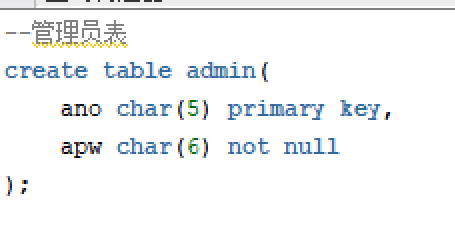 --管理员表
create table admin(
    ano char(5) primary key,
    apw char(6) not null
);